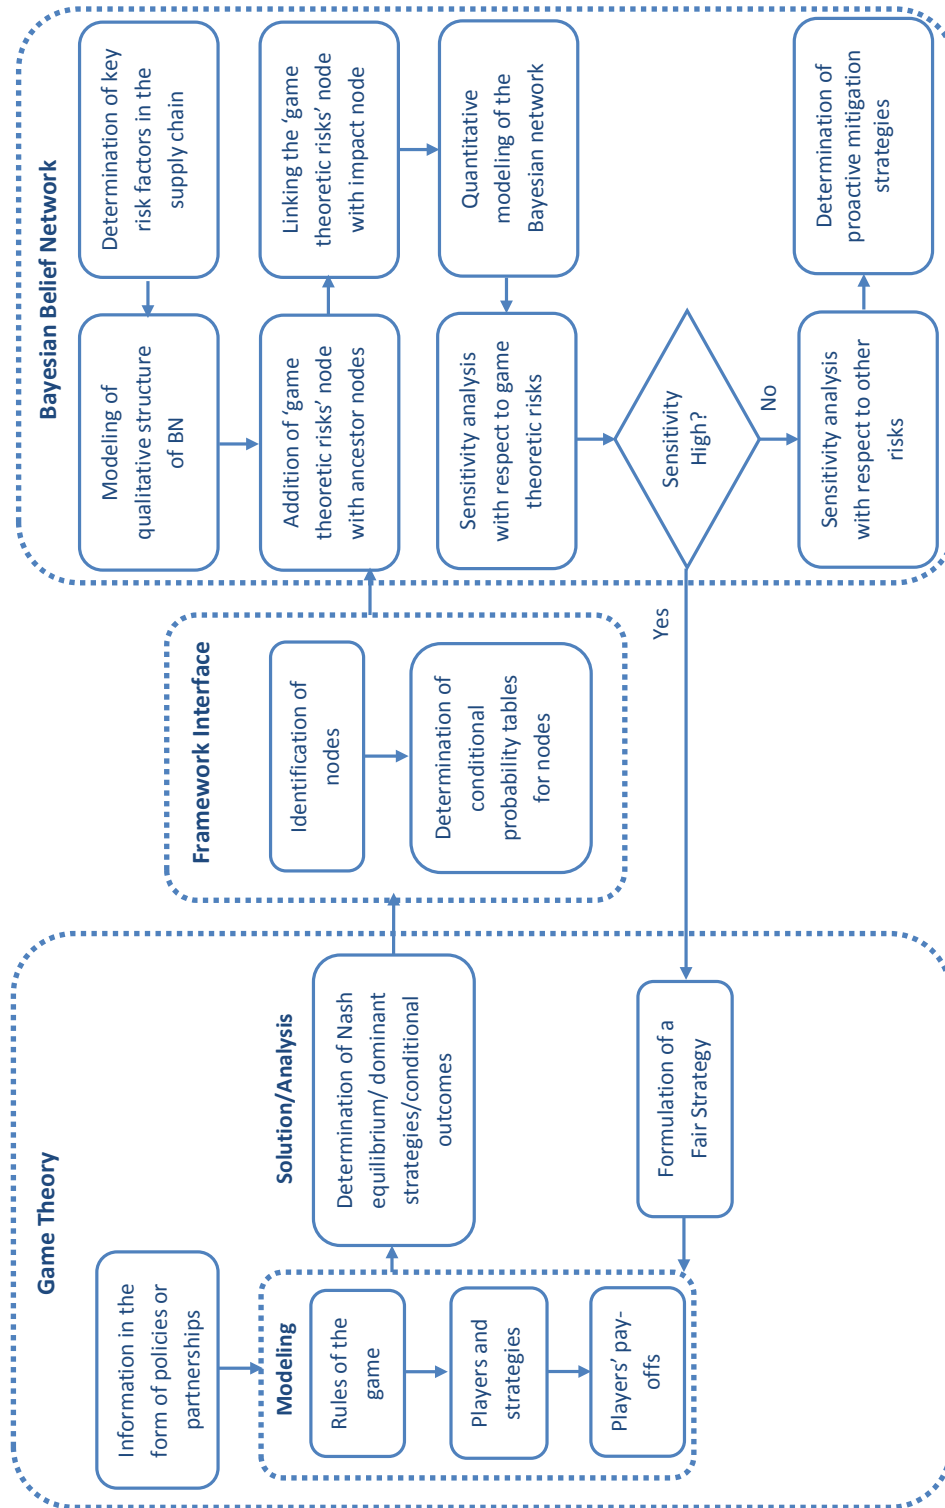 Game Theory
Information in the
form of policies or
partnerships
Modeling
Rules of the
game
Players and
strategies
Players' pay-
offs
Solution/Analysis
Determination of Nash
equilibrium/ dominant
strategies/conditional
outcomes
Formulation of a
Fair Strategy
Framework Interface
Identification of
nodes
Determination of
conditional
probability tables
for nodes
Yes
Bayesian Belief Network
Modeling of
qualitative structure
of BN
Determination of key
risk factors in the
supply chain
Addition of ‘game
theoretic risks’ node
with ancestor nodes
Linking the ‘game
theoretic risks’ node
with impact node
Sensitivity analysis
with respect to game
theoretic risks
Quantitative
modeling of the
Bayesian network
Sensitivity
High?
No
Sensitivity analysis
with respect to other
risks
Determination of
proactive mitigation
strategies